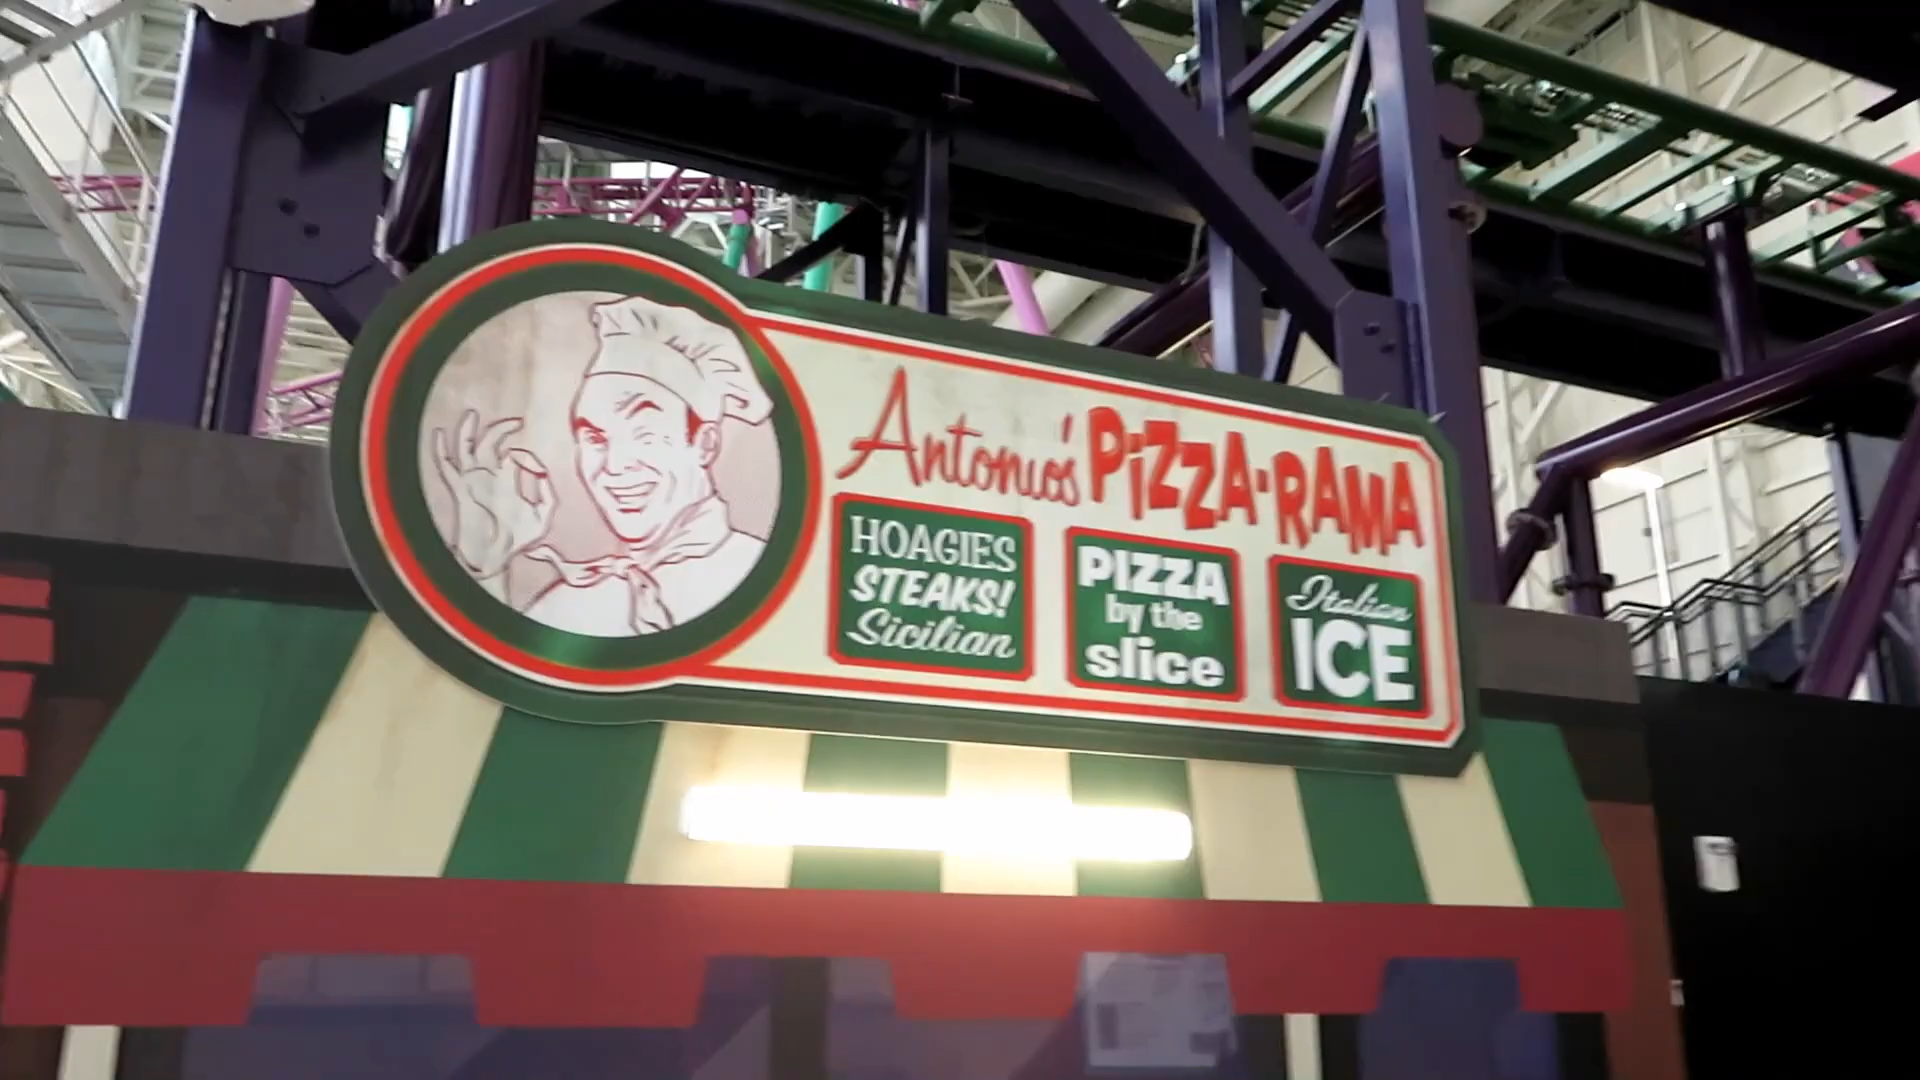 Antonio's PIZZA-RAMA
HOAGIES
STEAKS!
Sicilian
PIZZA
by the
slice
Italian
ICE